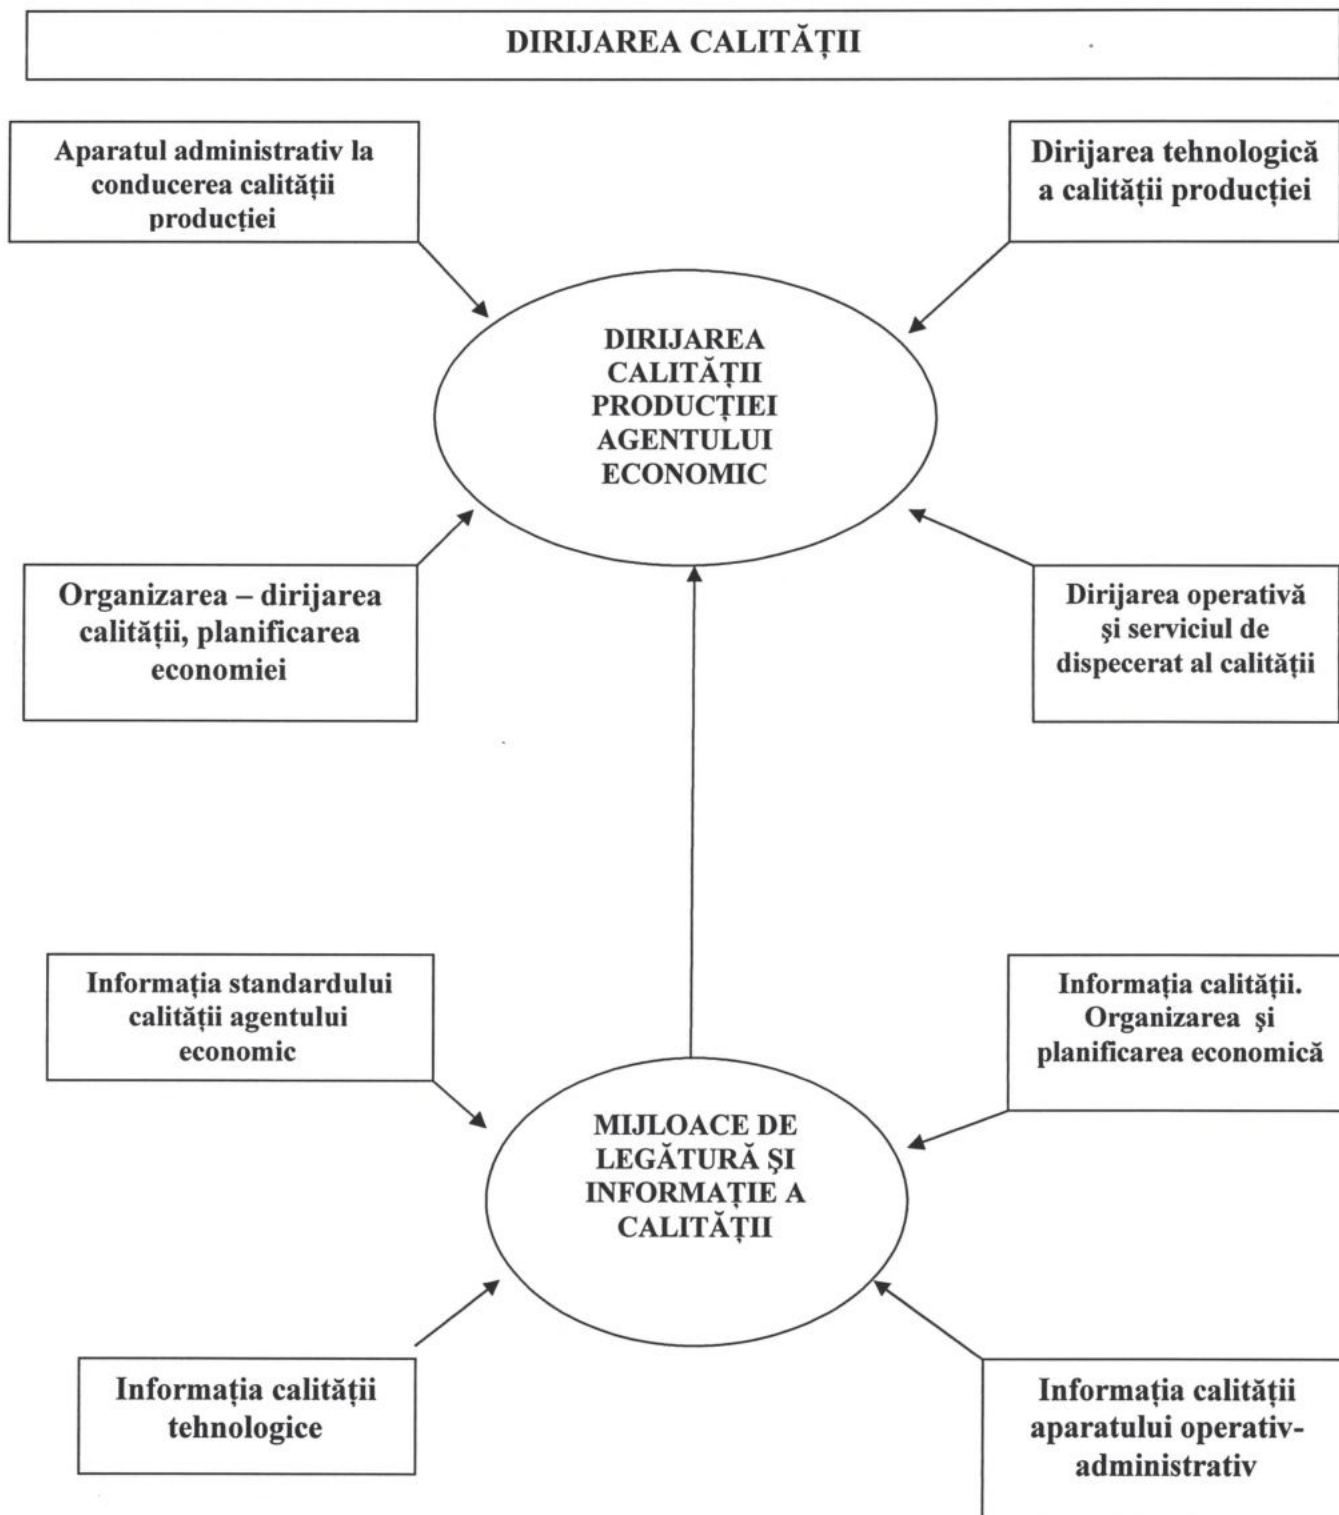 DIRIJAREA CALITĂȚII
Aparatul administrativ la
conducerea calității
producției
Dirijarea tehnologică
a calității producției
DIRIJAREA
CALITĂȚII
PRODUCȚIEI
AGENTULUI
ECONOMIC
Organizarea – dirijarea
calității, planificarea
economiei
Dirijarea operativă
şi serviciul de
dispecerat al calității
Informația standardului
calității agentului
economic
Informația calității.
Organizarea şi
planificarea economică
MIJLOACE DE
LEGĂTURĂ ŞI
INFORMAȚIE A
CALITĂȚII
Informația calității
tehnologice
Informația calității
aparatului operativ-
administrativ